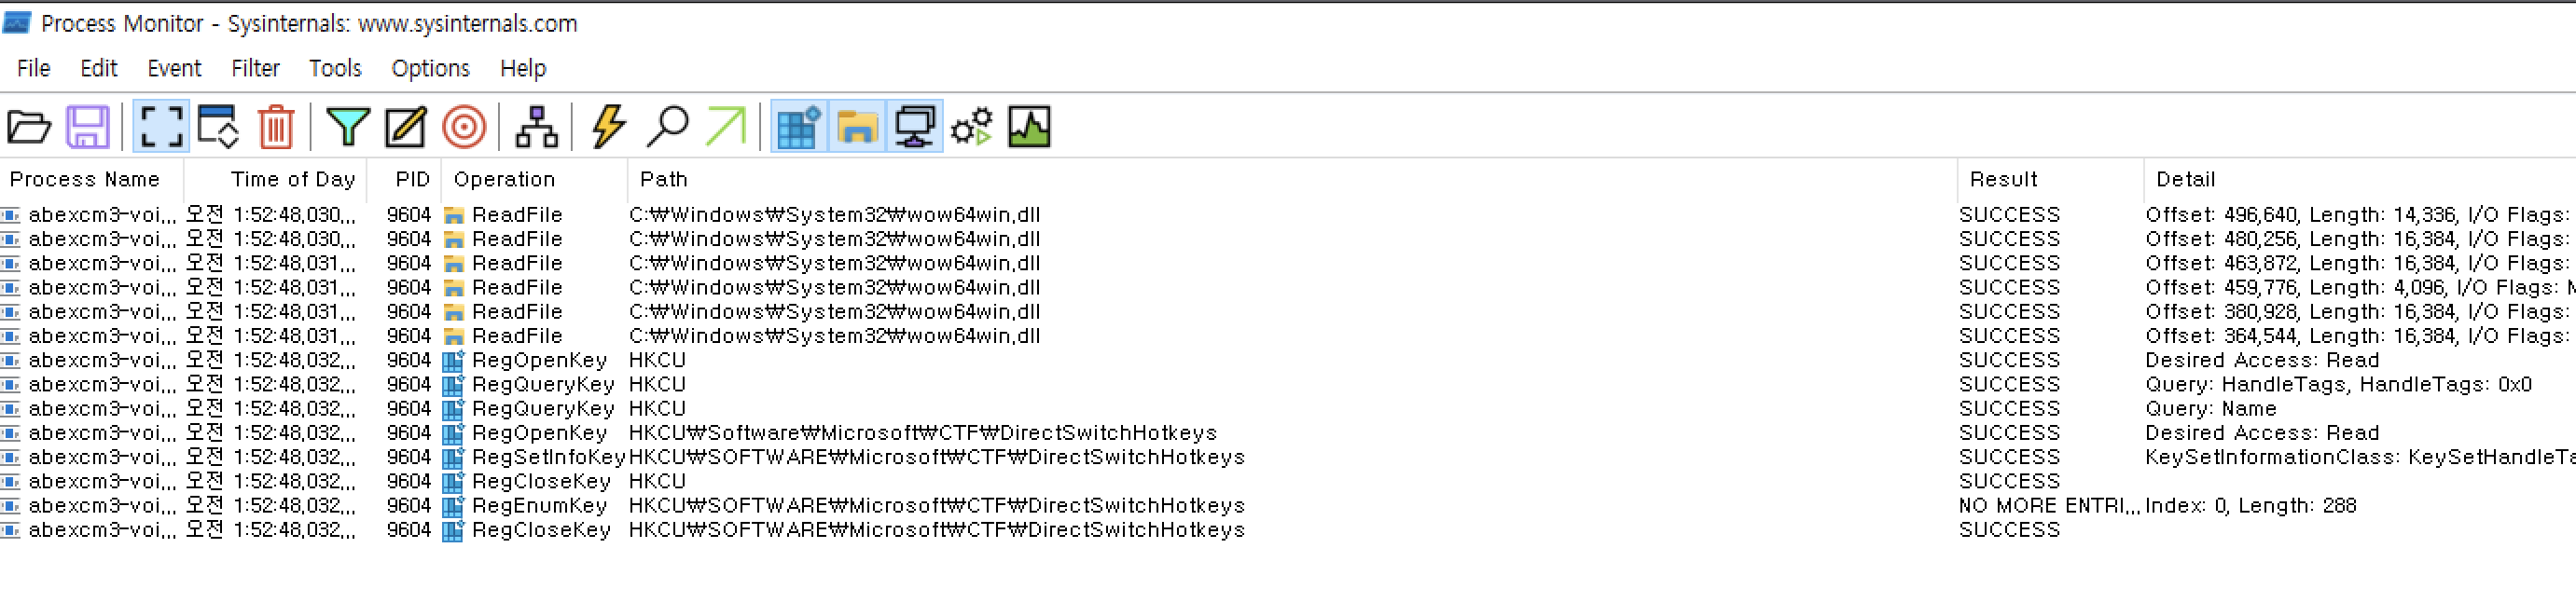 Process Monitor - Sysinternals: www.sysinternals.com
File Edit Event Filter Tools Options Help
Process Name Time of Day PID Operation Path Result Detail
abexcm3-voi... 오전 1:52:48,030... 9604 ReadFile C:₩Windows₩System32₩wow64win.dll SUCCESS Offset: 496,640, Length: 14,336, I/O Flags:
abexcm3-voi... 오전 1:52:48,030... 9604 ReadFile C:₩Windows₩System32₩wow64win.dll SUCCESS Offset: 480,256, Length: 16,384, I/O Flags:
abexcm3-voi... 오전 1:52:48,031... 9604 ReadFile C:₩Windows₩System32₩wow64win.dll SUCCESS Offset: 463,872, Length: 16,384, I/O Flags:
abexcm3-voi... 오전 1:52:48,031... 9604 ReadFile C:₩Windows₩System32₩wow64win.dll SUCCESS Offset: 459,776, Length: 4,096, I/O Flags: N
abexcm3-voi... 오전 1:52:48,031... 9604 ReadFile C:₩Windows₩System32₩wow64win.dll SUCCESS Offset: 380,928, Length: 16,384, I/O Flags:
abexcm3-voi... 오전 1:52:48,031... 9604 ReadFile C:₩Windows₩System32₩wow64win.dll SUCCESS Offset: 364,544, Length: 16,384, I/O Flags:
abexcm3-voi... 오전 1:52:48,032... 9604 RegOpenKey HKCU SUCCESS Desired Access: Read
abexcm3-voi... 오전 1:52:48,032... 9604 RegQueryKey HKCU SUCCESS Query: HandleTags, HandleTags: 0x0
abexcm3-voi... 오전 1:52:48,032... 9604 RegQueryKey HKCU SUCCESS Query: Name
abexcm3-voi... 오전 1:52:48,032... 9604 RegOpenKey HKCU₩Software₩Microsoft₩CTF₩DirectSwitchHotkeys SUCCESS Desired Access: Read
abexcm3-voi... 오전 1:52:48,032... 9604 RegSetInfoKey HKCU₩SOFTWARE₩Microsoft₩CTF₩DirectSwitchHotkeys SUCCESS KeySetInformationClass: KeySetHandleTa
abexcm3-voi... 오전 1:52:48,032... 9604 RegCloseKey HKCU SUCCESS
abexcm3-voi... 오전 1:52:48,032... 9604 RegEnumKey HKCU₩SOFTWARE₩Microsoft₩CTF₩DirectSwitchHotkeys NO MORE ENTRI... Index: 0, Length: 288
abexcm3-voi... 오전 1:52:48,032... 9604 RegCloseKey HKCU₩SOFTWARE₩Microsoft₩CTF₩DirectSwitchHotkeys SUCCESS